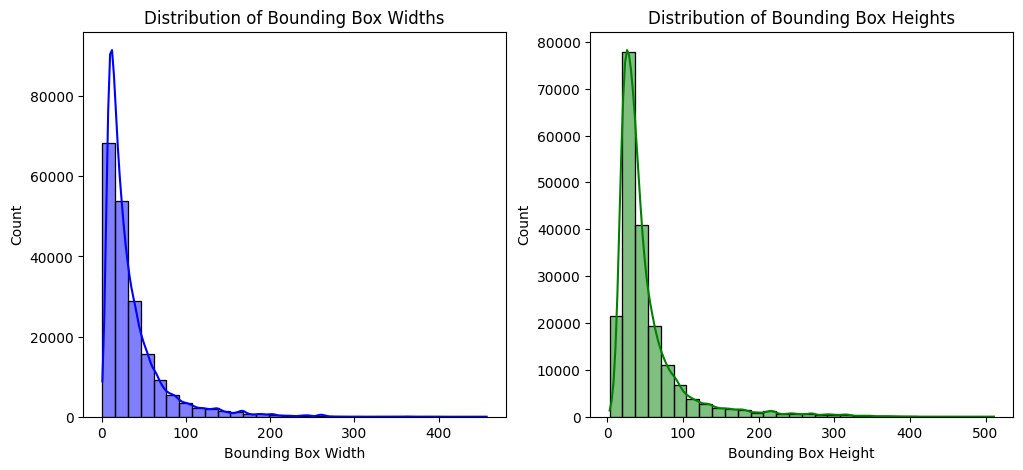 Distribution of Bounding Box Widths
80000
60000
40000
20000
0
Count
0 100 200 300 400
Bounding Box Width
Distribution of Bounding Box Heights
80000
70000
60000
50000
40000
30000
20000
10000
0
Count
0 100 200 300 400 500
Bounding Box Height